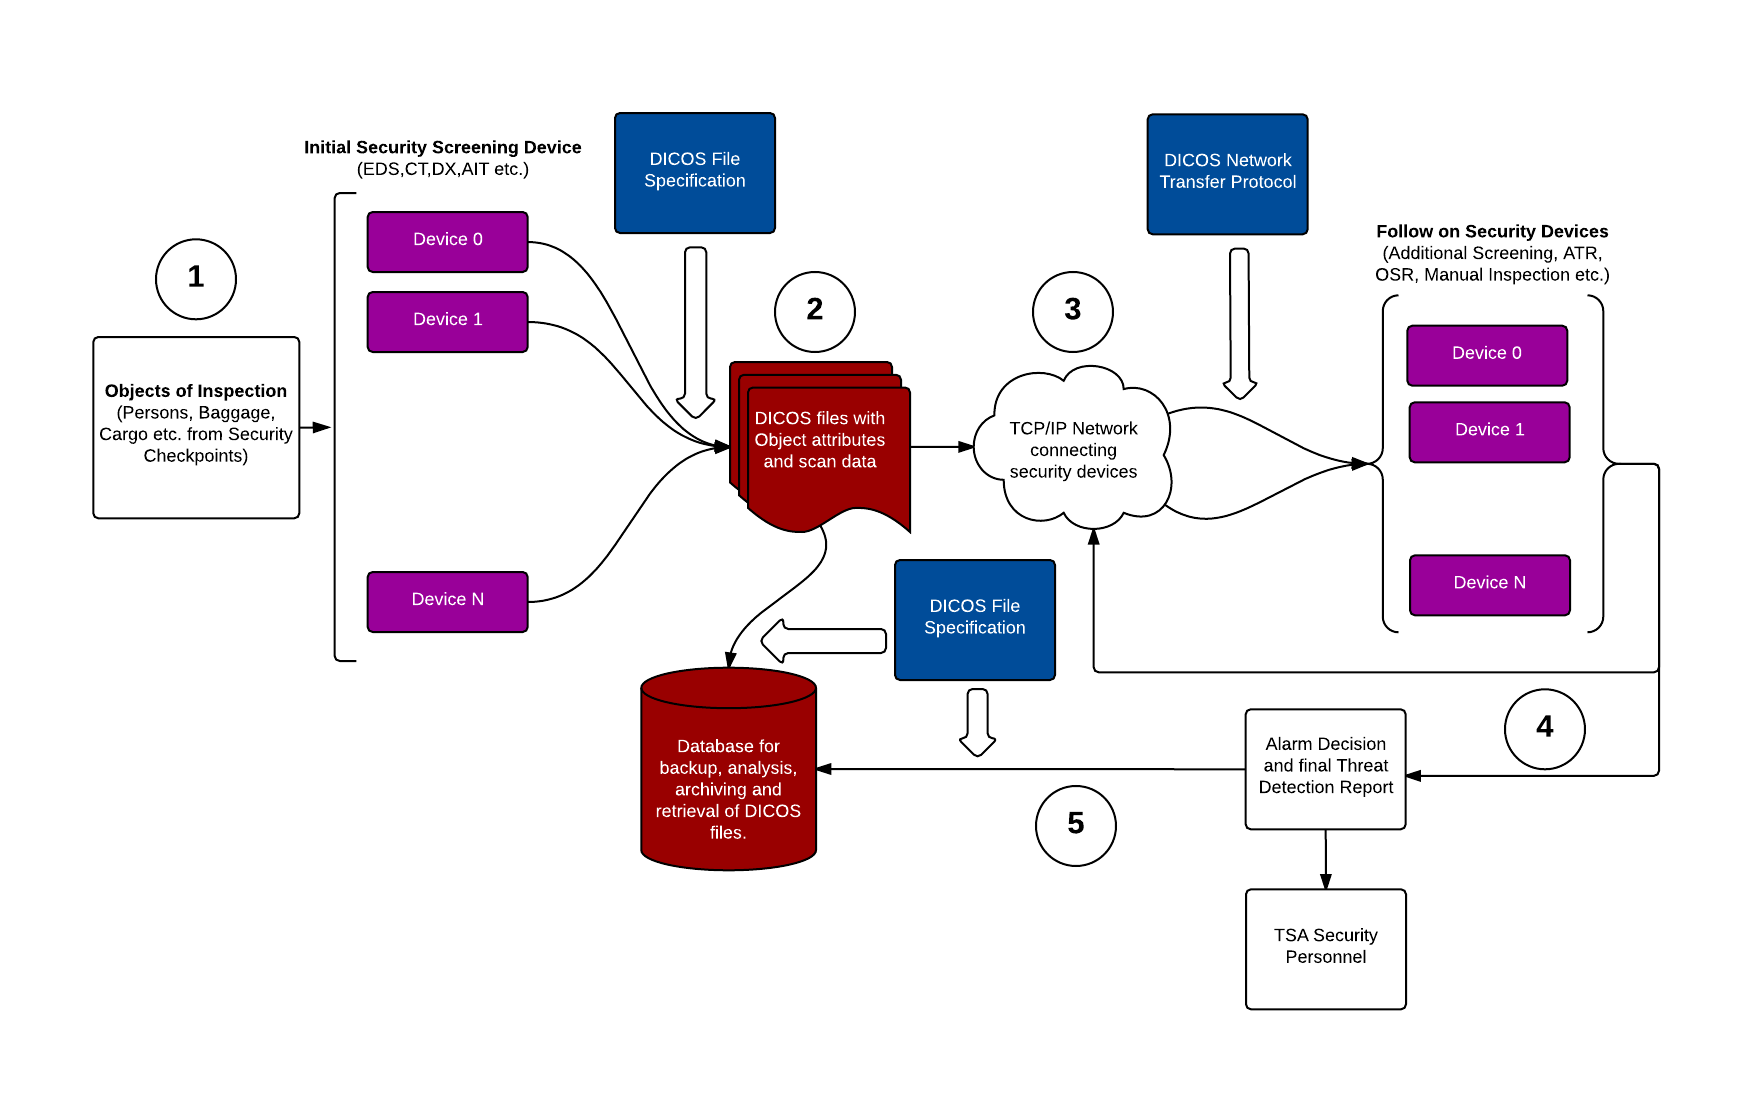 Initial Security Screening Device
(EDS,CT,DX,AIT etc.)
DICOS File
Specification
DICOS Network
Transfer Protocol
Follow on Security Devices
(Additional Screening, ATR,
OSR, Manual Inspection etc.)
1
Device 0
Device 1
Device N
Objects of Inspection
(Persons, Baggage,
Cargo etc. from Security
Checkpoints)
2
DICOS files with
Object attributes
and scan data
3
TCP/IP Network
connecting
security devices
Device 0
Device 1
Device N
DICOS File
Specification
Database for
backup, analysis,
archiving and
retrieval of DICOS
files.
4
Alarm Decision
and final Threat
Detection Report
5
TSA Security
Personnel